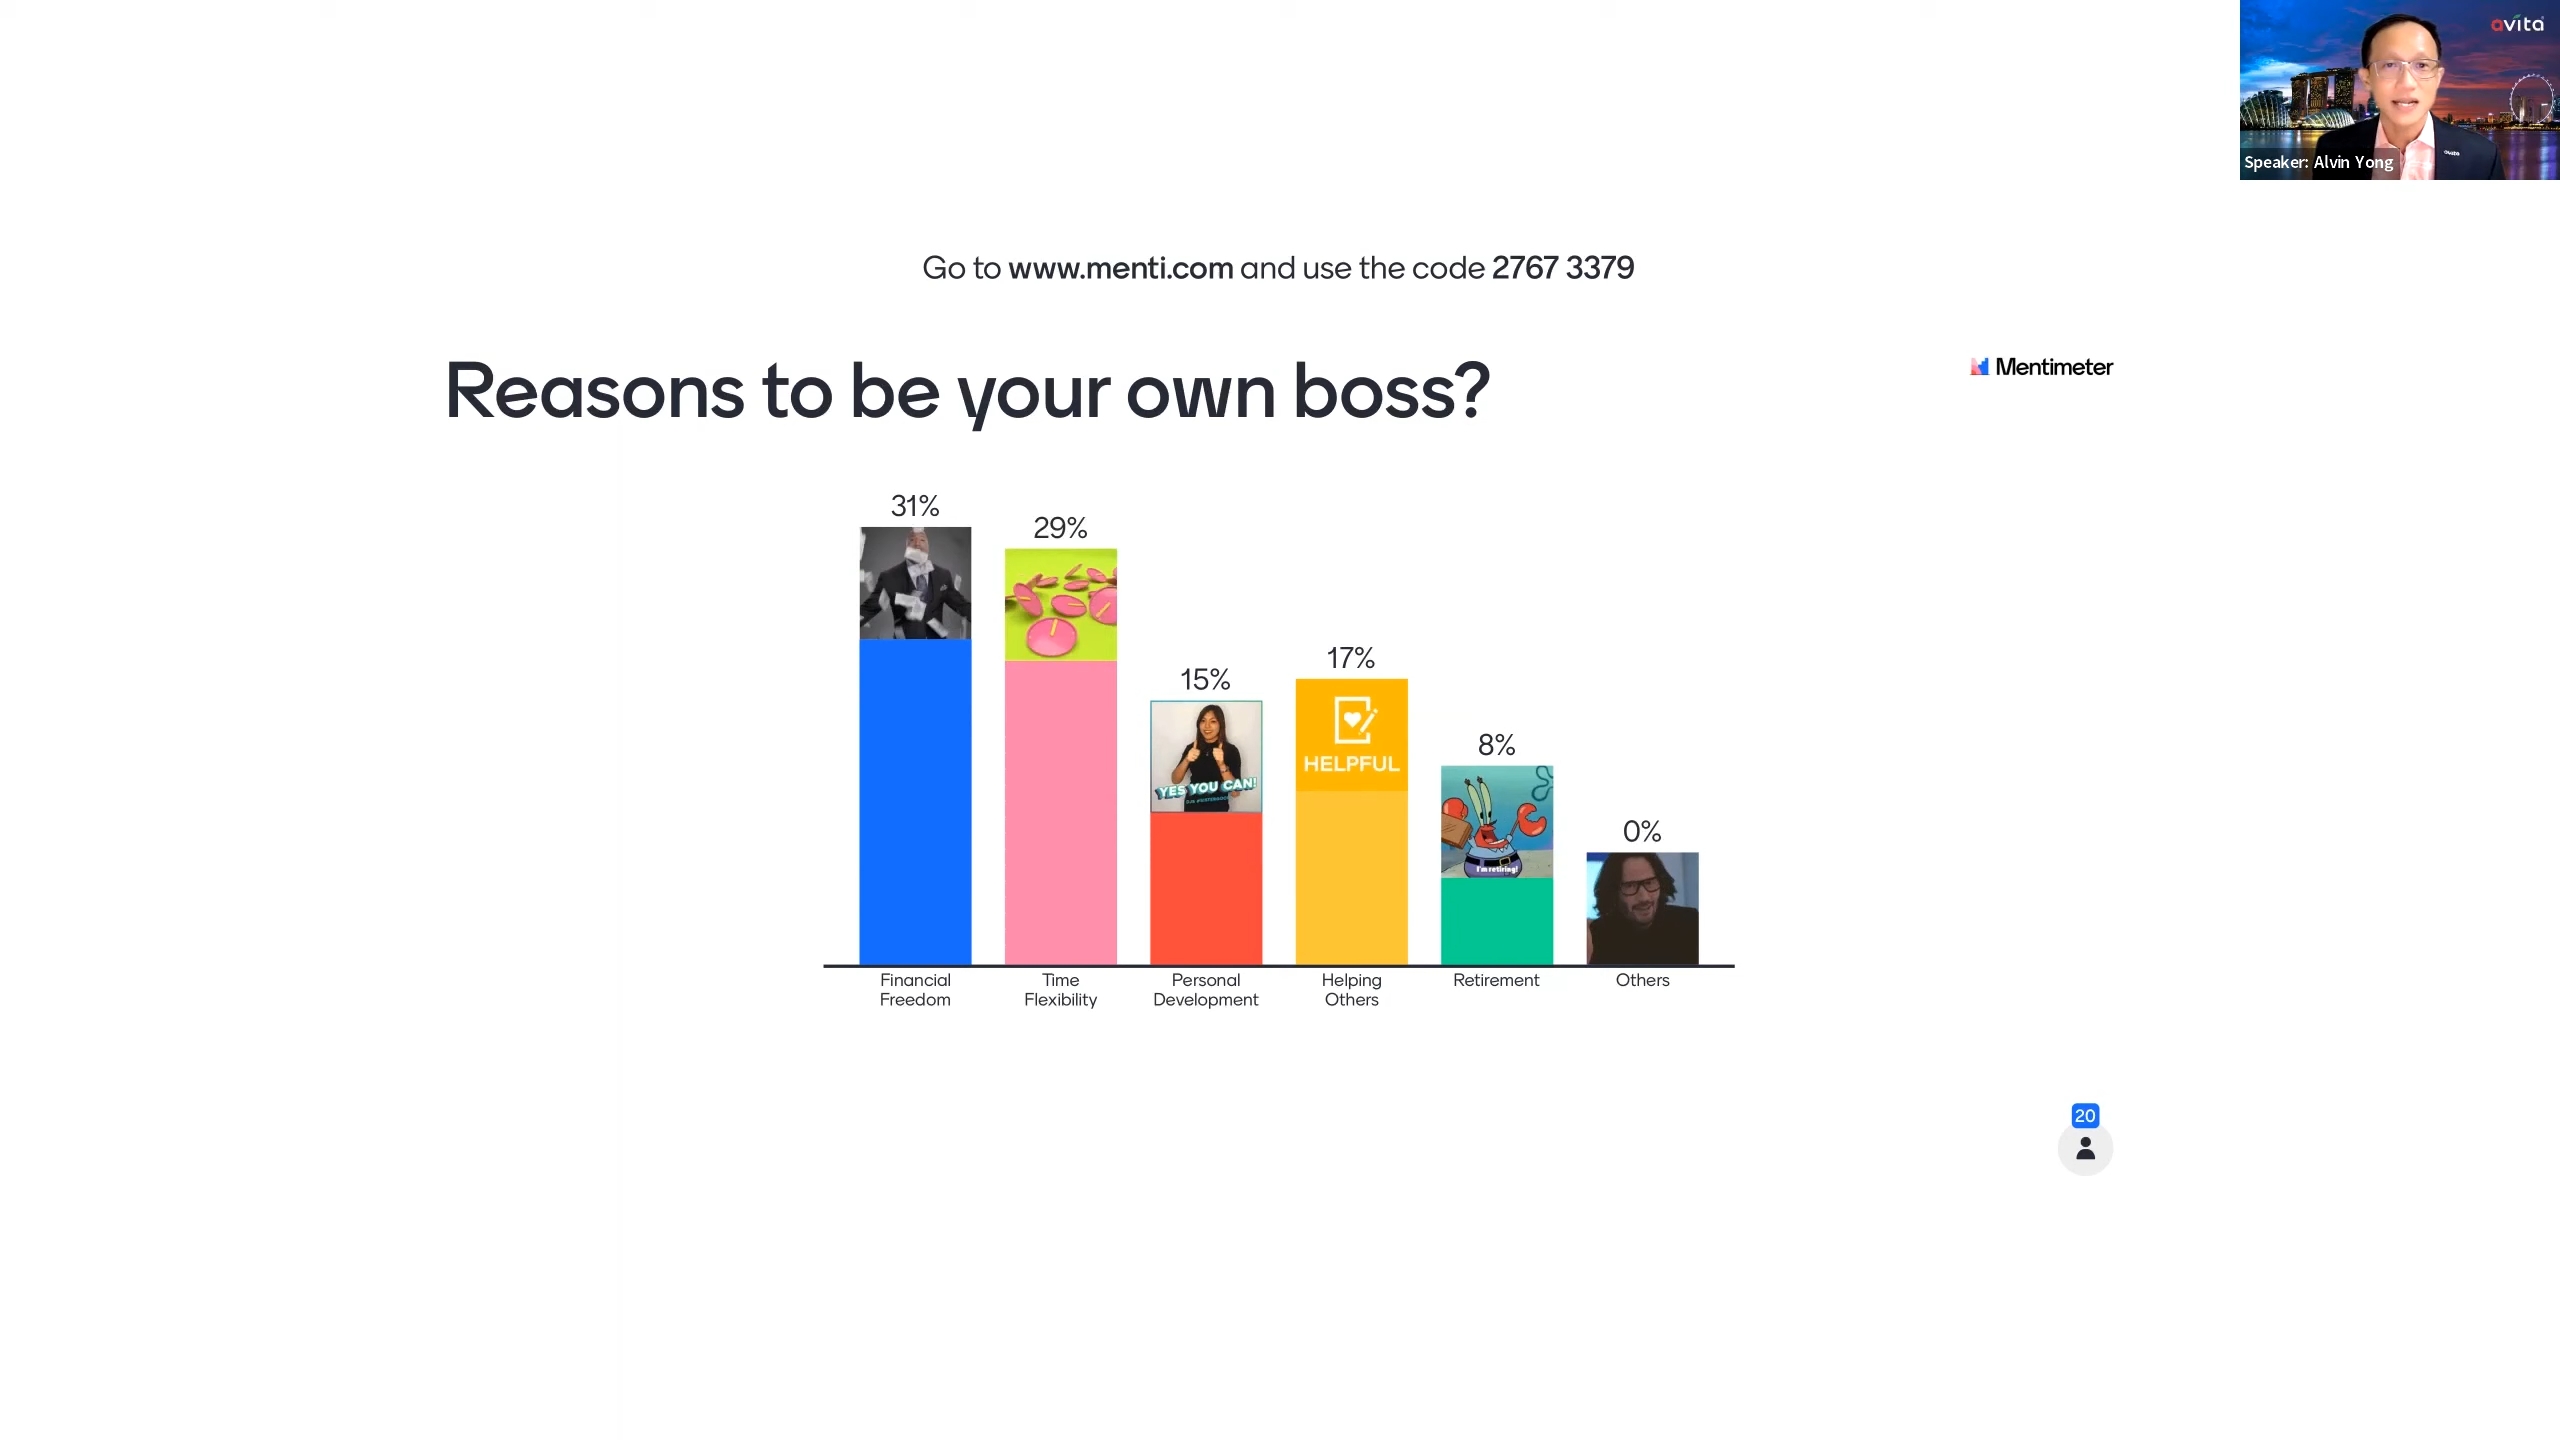 avita
avita
Speaker: Alvin Yong
Go to www.menti.com and use the code 2767 3379
Reasons to be your own boss?
Mentimeter
31%
29%
15%
17%
8%
0%
YES YOU CAN!
HELPFUL
I'm retiring!
Financial
Freedom
Time
Flexibility
Personal
Development
Helping
Others
Retirement
Others
20